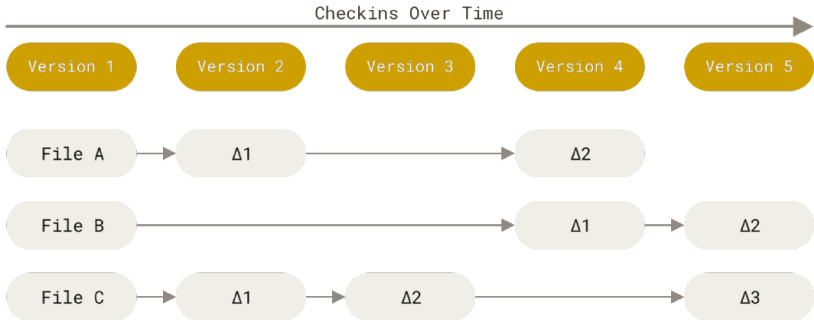 Checkins Over Time
Version 1 Version 2 Version 3 Version 4 Version 5
File A Δ1 Δ2
File B Δ1 Δ2
File C Δ1 Δ2 Δ3